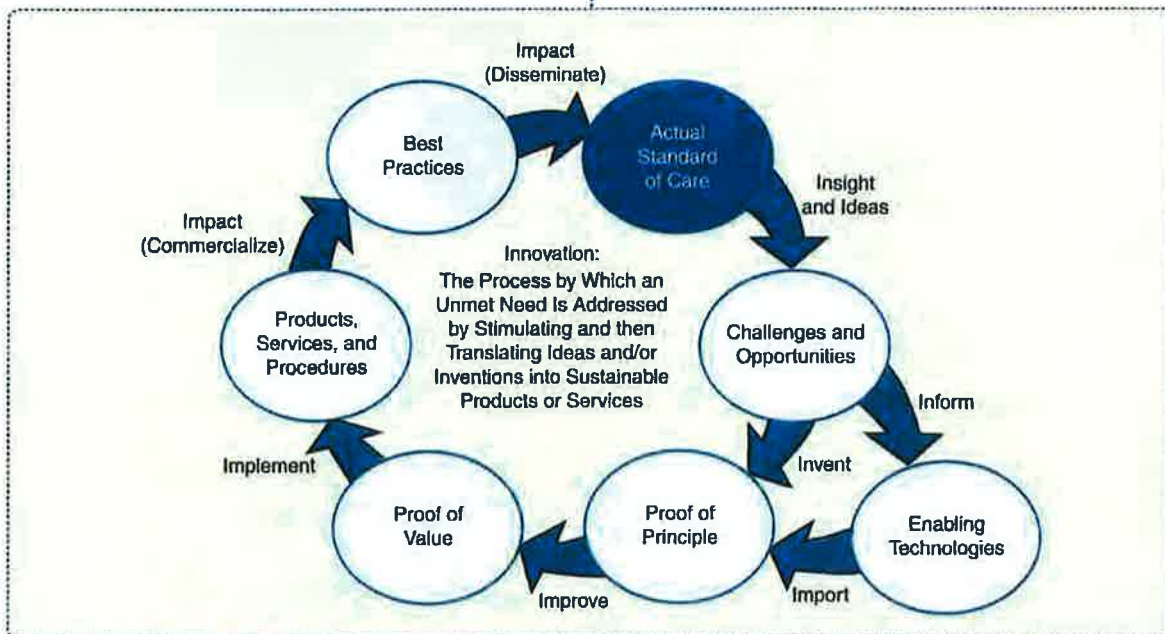 Impact
(Disseminate)
Best
Practices
Actual
Standard
of Care
Insight
and Ideas
Impact
(Commercialize)
Innovation:
The Process by Which an
Unmet Need Is Addressed
by Stimulating and then
Translating Ideas and/or
Inventions into Sustainable
Products or Services
Products,
Services, and
Procedures
Challenges and
Opportunities
Inform
Invent
Implement
Proof of
Value
Proof of
Principle
Enabling
Technologies
Improve
Import